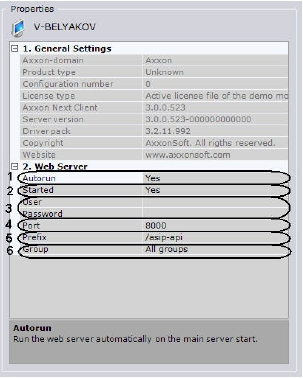 Properties
V-BELYAKOV
1. General Settings
Axxon-domain Axxon
Product type Unknown
Configuration number 0
License type Active license file of the demo mo
Axxon Next Client 3.0.0.523
Server version 3.0.0.523-000000000000
Driver pack 3.2.11.992
Copyright AxxonSoft. All rigths reserved.
Website www.axxonsoft.com
2. Web Server
1 Autorun Yes
2 Started Yes
User
3
Password
4 Port 8000
5 Prefix /asip-api
6 Group All groups
Autorun
Run the web server automatically on the main server start.